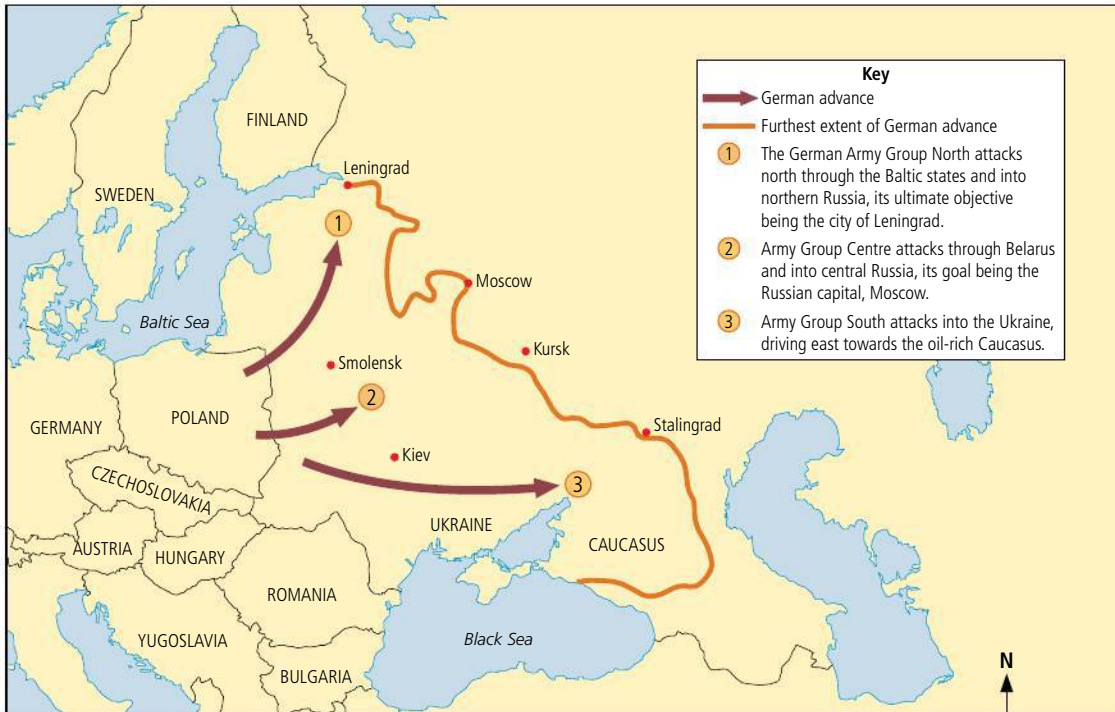 FINLAND
Leningrad
SWEDEN
1
Moscow
Baltic Sea
Kursk
Smolensk
2
POLAND
GERMANY
Stalingrad
Kiev
CZECHOSLOVAKIA
3
UKRAINE
AUSTRIA
HUNGARY
CAUCASUS
ROMANIA
YUGOSLAVIA
Black Sea
BULGARIA
N
Key
German advance
Furthest extent of German advance
1
The German Army Group North attacks
north through the Baltic states and into
northern Russia, its ultimate objective
being the city of Leningrad.
2
Army Group Centre attacks through Belarus
and into central Russia, its goal being the
Russian capital, Moscow.
3
Army Group South attacks into the Ukraine,
driving east towards the oil-rich Caucasus.